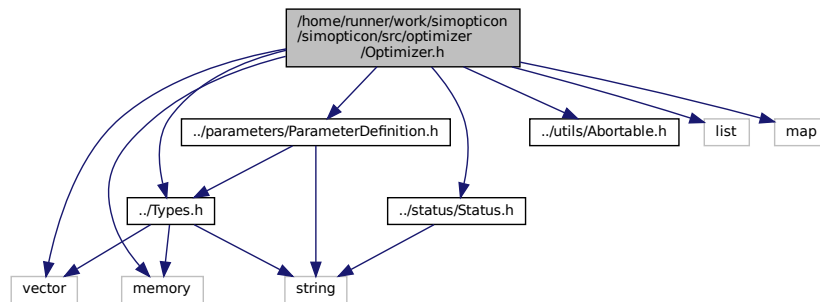 /home/runner/work/simopticon
/simopticon/src/optimizer
/Optimizer.h
../parameters/ParameterDefinition.h
../utils/Abortable.h
list
map
../Types.h
../status/Status.h
vector
memory
string